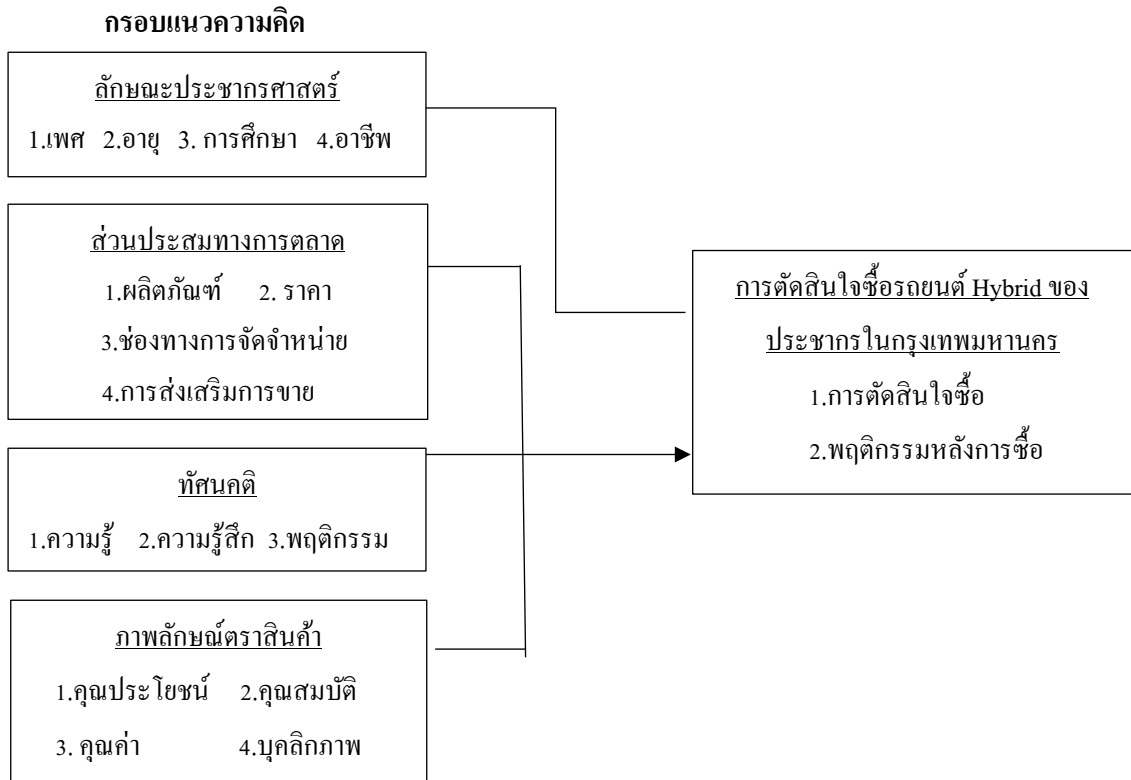 กรอบแนวความคิด
ลักษณะประชากรศาสตร์
1.เพศ 2.อายุ 3. การศึกษา 4.อาชีพ
ส่วนประสมทางการตลาด
1.ผลิตภัณฑ์ 2. ราคา
3.ช่องทางการจัดจำหน่าย
4.การส่งเสริมการขาย
ทัศนคติ
1.ความรู้ 2.ความรู้สึก 3.พฤติกรรม
ภาพลักษณ์ตราสินค้า
1.คุณประโยชน์ 2.คุณสมบัติ
3. คุณค่า 4.บุคลิกภาพ
การตัดสินใจซื้อรถยนต์ Hybrid ของ
ประชากรในกรุงเทพมหานคร
1.การตัดสินใจซื้อ
2.พฤติกรรมหลังการซื้อ